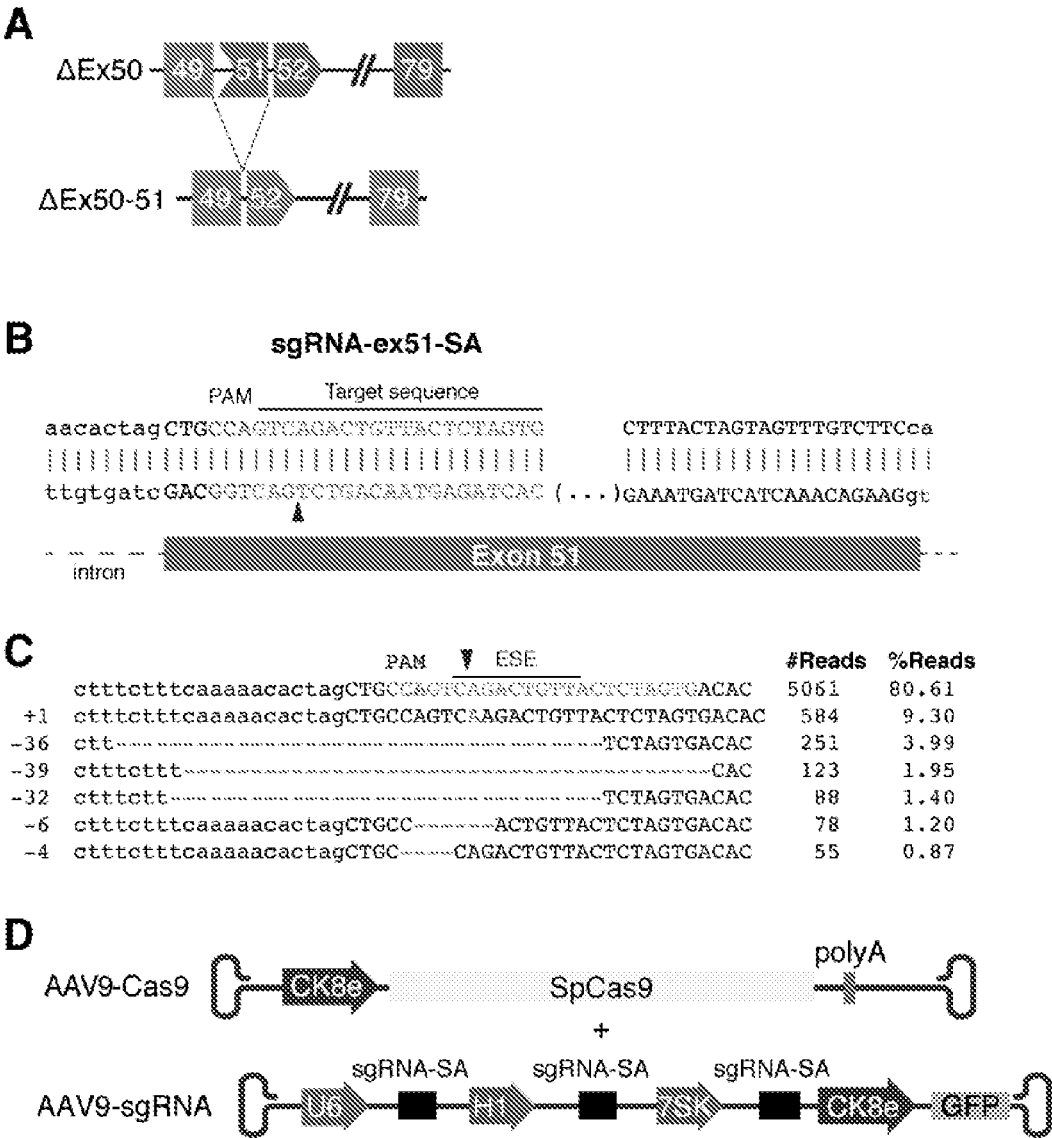 A
ΔEx50 49 51 52 79
ΔEx50-51 49 52 79
B
sgRNA-ex51-SA
PAM Target sequence
aacactagCTGCCAGTCAGACTGTTACTCTAGTG CTTTACTAGTAGTTTGTCTTCca
ttgtgatcGACGGTCAGTCTGACAATGAGATCAC (...)GAAATGATCATCAAACAGAAGgt
Exon 51
intron
C
PAM ESE #Reads %Reads
ctttctttcaaaaacactagCTGCCAGTCAGACTGTTACTCTAGTGACAC 5061 80.61
+1 ctttctttcaaaaacactagCTGCCAGTCAAGACTGTTACTCTAGTGACAC 584 9.30
-36 ctt------------------------------------TCTAGTGACAC 251 3.99
-39 ctttcttt---------------------------------------CAC 123 1.95
-32 ctttctt--------------------------------TCTAGTGACAC 88 1.40
-6 ctttctttcaaaaacactagCTGCC------ACTGTTACTCTAGTGACAC 78 1.20
-4 ctttctttcaaaaacactagCTGC----CAGACTGTTACTCTAGTGACAC 55 0.87
D
polyA
AAV9-Cas9 CK8e SpCas9
+
sgRNA-SA sgRNA-SA sgRNA-SA
AAV9-sgRNA U6 H1 7SK CK8e GFP